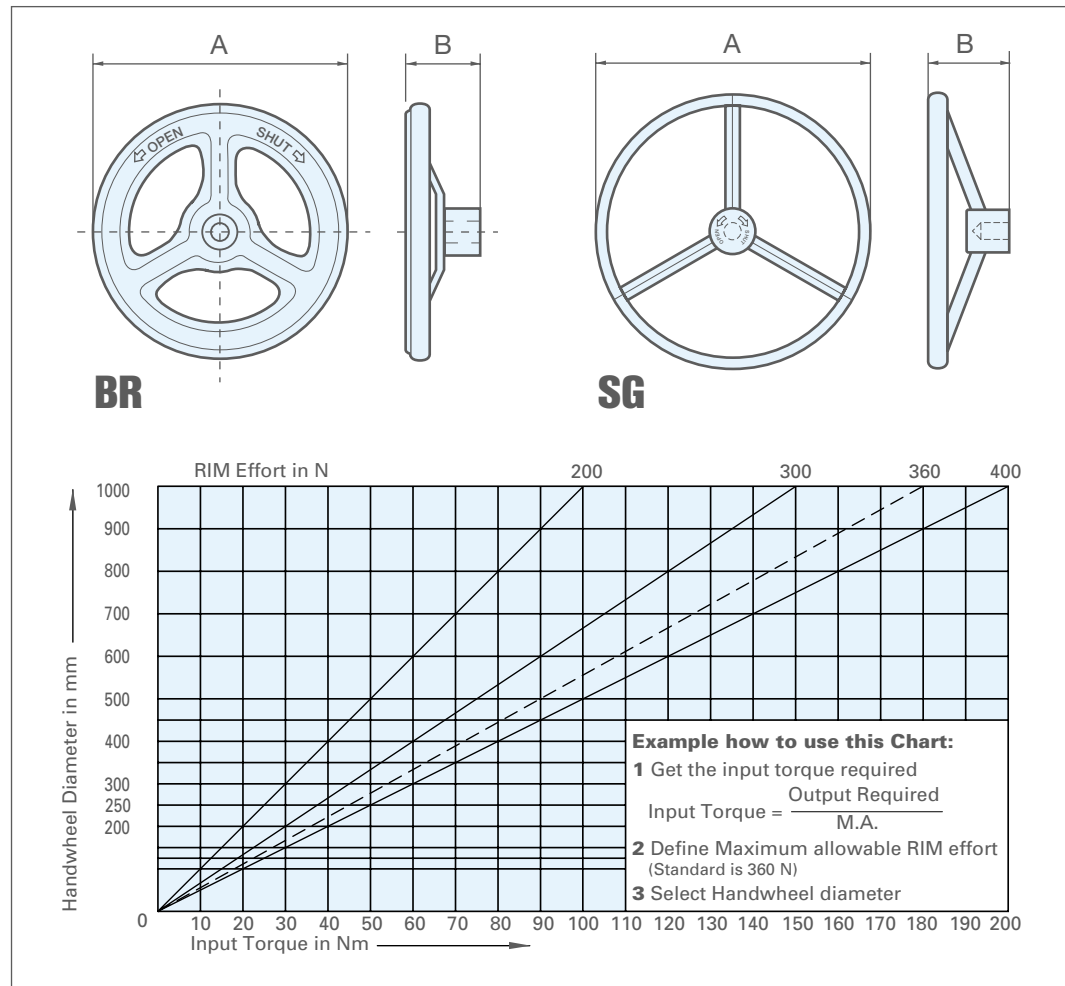 A
B
A
B
OPEN
SHUT
OPEN
SHUT
BR
SG
RIM Effort in N
200
300
360
400
Handwheel Diameter in mm
1000
900
800
700
600
500
400
300
250
200
0
Example how to use this Chart:
1 Get the input torque required
Input Torque = Output Required
M.A.
2 Define Maximum allowable RIM effort
(Standard is 360 N)
3 Select Handwheel diameter
10 20 30 40 50 60 70 80 90 100 110 120 130 140 150 160 170 180 190 200
Input Torque in Nm